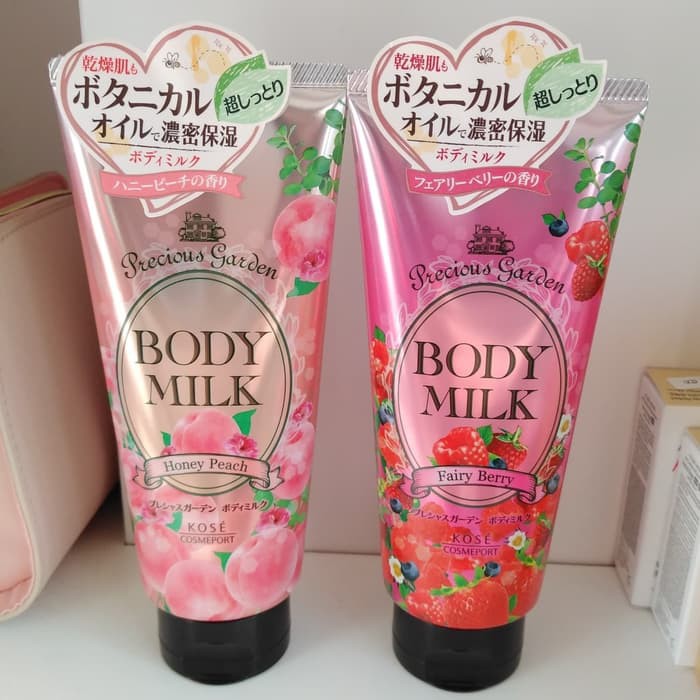 乾燥肌も
ボタニカル
オイルで濃密保湿
超しっとり
ボディミルク
ハニーピーチの香り
Precious Garden
BODY
MILK
Honey Peach
プレシャスガーデン ボディミルク
KOSÉ
COSMEPORT
乾燥肌も
ボタニカル
オイルで濃密保湿
超しっとり
ボディミルク
フェアリーベリーの香り
Precious Garden
BODY
MILK
Fairy Berry
プレシャスガーデン ボディミルク
KOSÉ
COSMEPORT